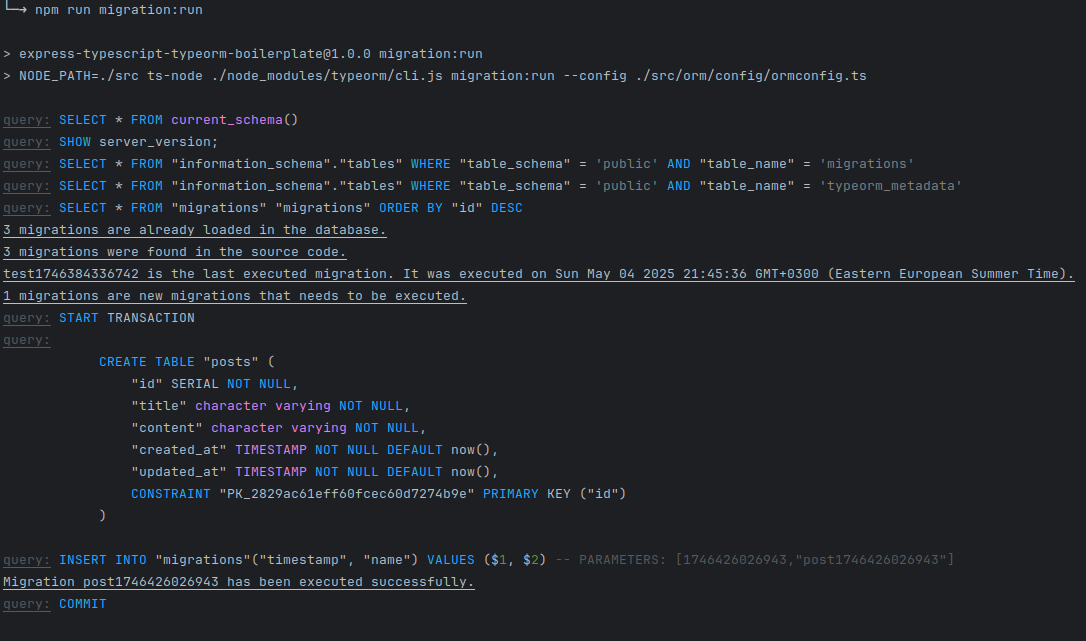 └─→ npm run migration:run
> express-typescript-typeorm-boilerplate@1.0.0 migration:run
> NODE_PATH=./src ts-node ./node_modules/typeorm/cli.js migration:run --config ./src/orm/config/ormconfig.ts
query: SELECT * FROM current_schema()
query: SHOW server_version;
query: SELECT * FROM "information_schema"."tables" WHERE "table_schema" = 'public' AND "table_name" = 'migrations'
query: SELECT * FROM "information_schema"."tables" WHERE "table_schema" = 'public' AND "table_name" = 'typeorm_metadata'
query: SELECT * FROM "migrations" "migrations" ORDER BY "id" DESC
3 migrations are already loaded in the database.
3 migrations were found in the source code.
test1746384336742 is the last executed migration. It was executed on Sun May 04 2025 21:45:36 GMT+0300 (Eastern European Summer Time).
1 migrations are new migrations that needs to be executed.
query: START TRANSACTION
query:
CREATE TABLE "posts" (
"id" SERIAL NOT NULL,
"title" character varying NOT NULL,
"content" character varying NOT NULL,
"created_at" TIMESTAMP NOT NULL DEFAULT now(),
"updated_at" TIMESTAMP NOT NULL DEFAULT now(),
CONSTRAINT "PK_2829ac61eff60fcec60d7274b9e" PRIMARY KEY ("id")
)
query: INSERT INTO "migrations"("timestamp", "name") VALUES ($1, $2) -- PARAMETERS: [1746426026943,"post1746426026943"]
Migration post1746426026943 has been executed successfully.
query: COMMIT